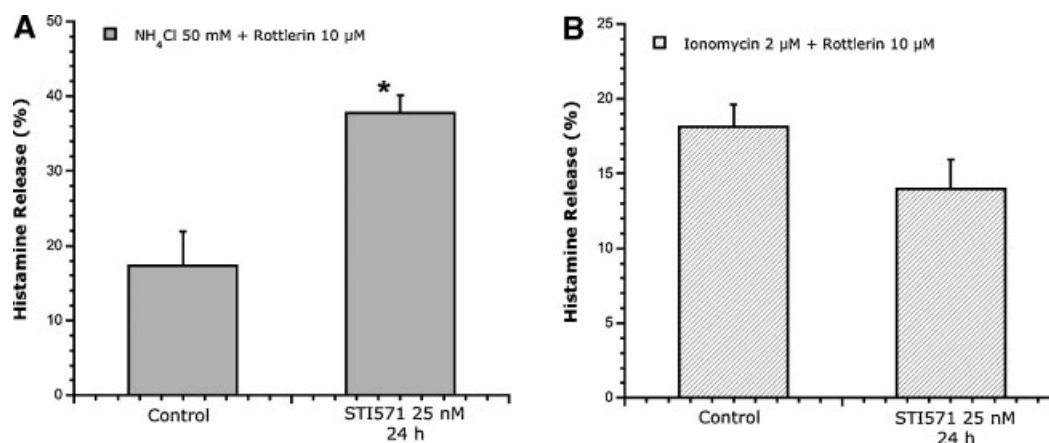 A
NH4Cl 50 mM + Rottlerin 10 µM
50
40
30
20
10
0
Histamine Release (%)
*
Control
STI571 25 nM
24 h
B
Ionomycin 2 µM + Rottlerin 10 µM
25
20
15
10
5
0
Histamine Release (%)
Control
STI571 25 nM
24 h